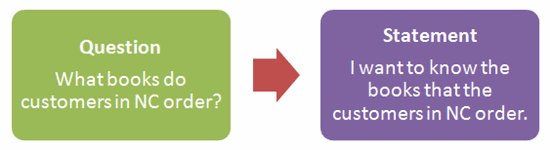 Question
What books do
customers in NC order?
Statement
I want to know the
books that the
customers in NC order.